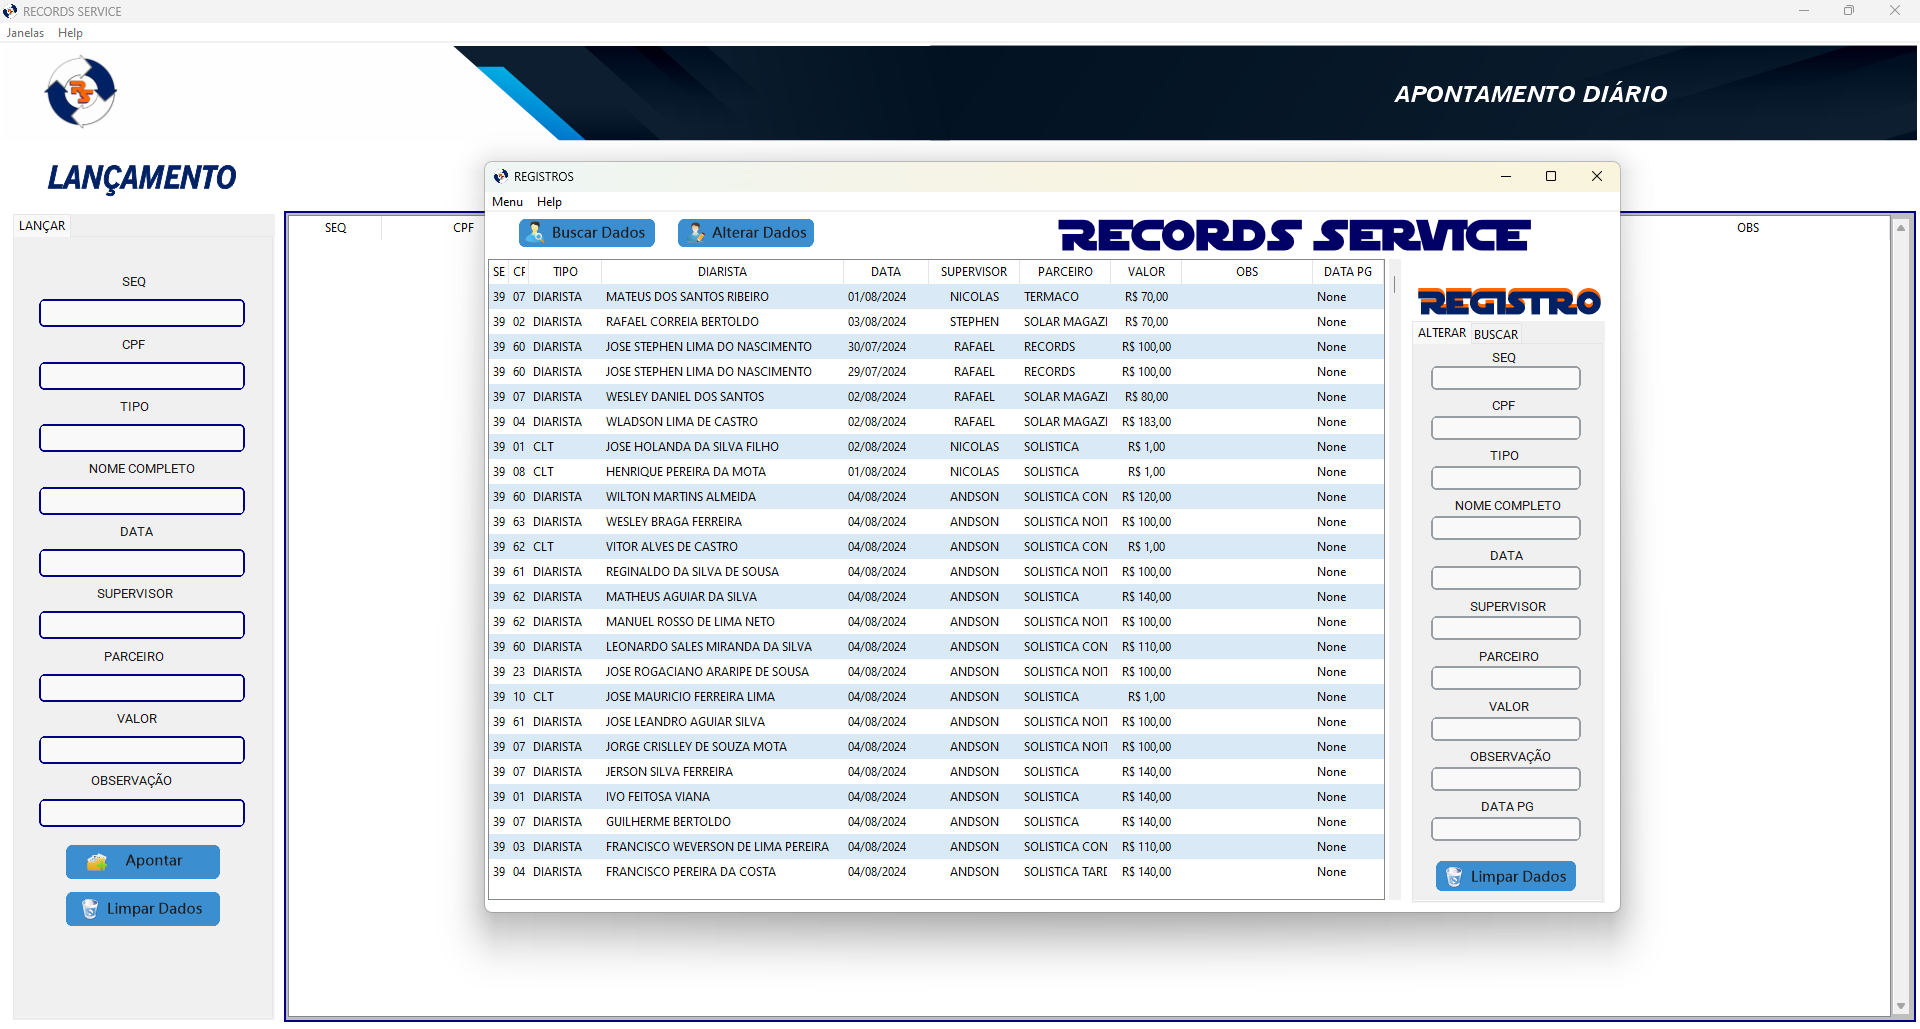 RECORDS SERVICE
Janelas Help
RS
APONTAMENTO DIÁRIO
LANÇAMENTO
LANÇAR
SEQ
CPF
TIPO
NOME COMPLETO
DATA
SUPERVISOR
PARCEIRO
VALOR
OBSERVAÇÃO
Apontar
Limpar Dados
SEQ CPF OBS
REGISTROS
Menu Help
Buscar Dados Alterar Dados
RECORDS SERVICE
SE CF TIPO DIARISTA DATA SUPERVISOR PARCEIRO VALOR OBS DATA PG
39 07 DIARISTA MATEUS DOS SANTOS RIBEIRO 01/08/2024 NICOLAS TERMACO R$ 70,00 None
39 02 DIARISTA RAFAEL CORREIA BERTOLDO 03/08/2024 STEPHEN SOLAR MAGAZI R$ 70,00 None
39 60 DIARISTA JOSE STEPHEN LIMA DO NASCIMENTO 30/07/2024 RAFAEL RECORDS R$ 100,00 None
39 60 DIARISTA JOSE STEPHEN LIMA DO NASCIMENTO 29/07/2024 RAFAEL RECORDS R$ 100,00 None
39 07 DIARISTA WESLEY DANIEL DOS SANTOS 02/08/2024 RAFAEL SOLAR MAGAZI R$ 80,00 None
39 04 DIARISTA WLADSON LIMA DE CASTRO 02/08/2024 RAFAEL SOLAR MAGAZI R$ 183,00 None
39 01 CLT JOSE HOLANDA DA SILVA FILHO 02/08/2024 NICOLAS SOLISTICA R$ 1,00 None
39 08 CLT HENRIQUE PEREIRA DA MOTA 01/08/2024 NICOLAS SOLISTICA R$ 1,00 None
39 60 DIARISTA WILTON MARTINS ALMEIDA 04/08/2024 ANDSON SOLISTICA CON R$ 120,00 None
39 63 DIARISTA WESLEY BRAGA FERREIRA 04/08/2024 ANDSON SOLISTICA NOIT R$ 100,00 None
39 62 CLT VITOR ALVES DE CASTRO 04/08/2024 ANDSON SOLISTICA CON R$ 1,00 None
39 61 DIARISTA REGINALDO DA SILVA DE SOUSA 04/08/2024 ANDSON SOLISTICA NOIT R$ 100,00 None
39 62 DIARISTA MATHEUS AGUIAR DA SILVA 04/08/2024 ANDSON SOLISTICA R$ 140,00 None
39 62 DIARISTA MANUEL ROSSO DE LIMA NETO 04/08/2024 ANDSON SOLISTICA NOIT R$ 100,00 None
39 60 DIARISTA LEONARDO SALES MIRANDA DA SILVA 04/08/2024 ANDSON SOLISTICA CON R$ 110,00 None
39 23 DIARISTA JOSE ROGACIANO ARARIPE DE SOUSA 04/08/2024 ANDSON SOLISTICA NOIT R$ 100,00 None
39 10 CLT JOSE MAURICIO FERREIRA LIMA 04/08/2024 ANDSON SOLISTICA R$ 1,00 None
39 61 DIARISTA JOSE LEANDRO AGUIAR SILVA 04/08/2024 ANDSON SOLISTICA NOIT R$ 100,00 None
39 07 DIARISTA JORGE CRISLLEY DE SOUZA MOTA 04/08/2024 ANDSON SOLISTICA NOIT R$ 100,00 None
39 07 DIARISTA JERSON SILVA FERREIRA 04/08/2024 ANDSON SOLISTICA R$ 140,00 None
39 01 DIARISTA IVO FEITOSA VIANA 04/08/2024 ANDSON SOLISTICA R$ 140,00 None
39 07 DIARISTA GUILHERME BERTOLDO 04/08/2024 ANDSON SOLISTICA R$ 140,00 None
39 03 DIARISTA FRANCISCO WEVERSON DE LIMA PEREIRA 04/08/2024 ANDSON SOLISTICA CON R$ 110,00 None
39 04 DIARISTA FRANCISCO PEREIRA DA COSTA 04/08/2024 ANDSON SOLISTICA TARD R$ 140,00 None
REGISTRO
ALTERAR BUSCAR
SEQ
CPF
TIPO
NOME COMPLETO
DATA
SUPERVISOR
PARCEIRO
VALOR
OBSERVAÇÃO
DATA PG
Limpar Dados